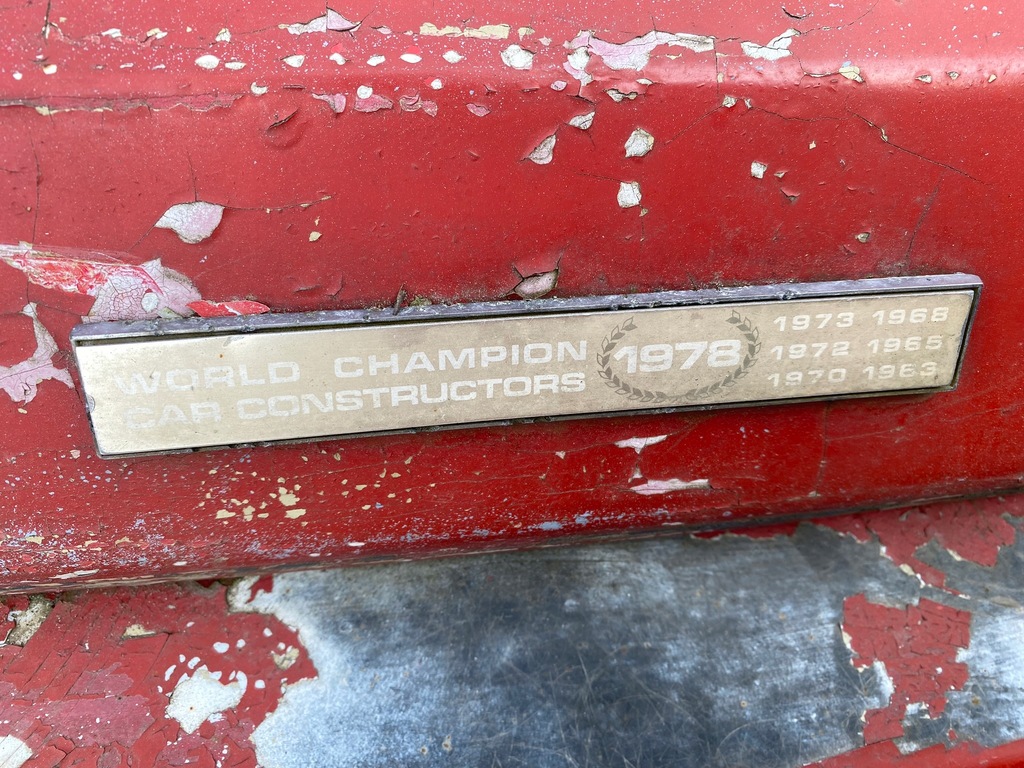 WORLD CHAMPION
CAR CONSTRUCTORS
1978
1973 1968
1972 1965
1970 1963